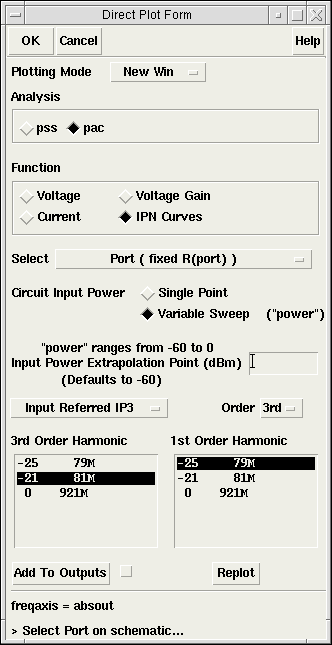 Direct Plot Form
OK Cancel Help
Plotting Mode New Win
Analysis
pss pac
Function
Voltage Voltage Gain
Current IPN Curves
Select Port ( fixed R(port) )
Circuit Input Power Single Point
Variable Sweep ("power")
"power" ranges from -60 to 0
Input Power Extrapolation Point (dBm)
(Defaults to -60)
Input Referred IP3 Order 3rd
3rd Order Harmonic 1st Order Harmonic
-25 79M -25 79M
-21 81M -21 81M
0 921M 0 921M
Add To Outputs Replot
freqaxis = absout
> Select Port on schematic...